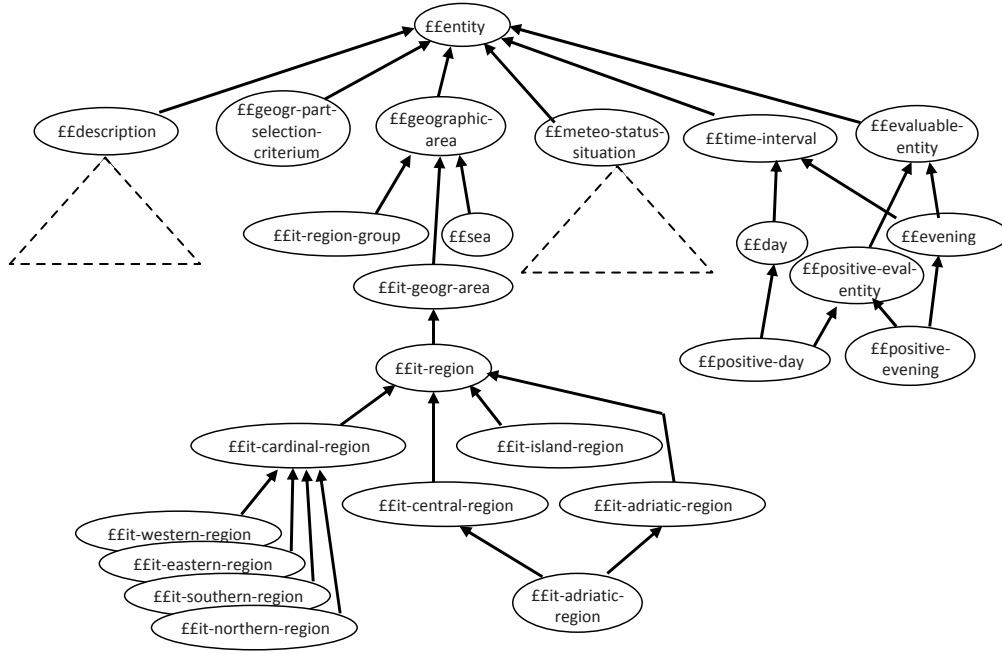 ££entity
££description
££geogr-part-
selection-
criterium
££geographic-
area
££meteo-status-
situation
££time-interval
££evaluable-
entity
££it-region-group
££sea
££day
££evening
££it-geogr-area
££positive-eval-
entity
££it-region
££positive-day
££positive-
evening
££it-cardinal-region
££it-island-region
££it-central-region
££it-adriatic-region
££it-western-region
££it-eastern-region
££it-southern-region
££it-northern-region
££it-adriatic-
region